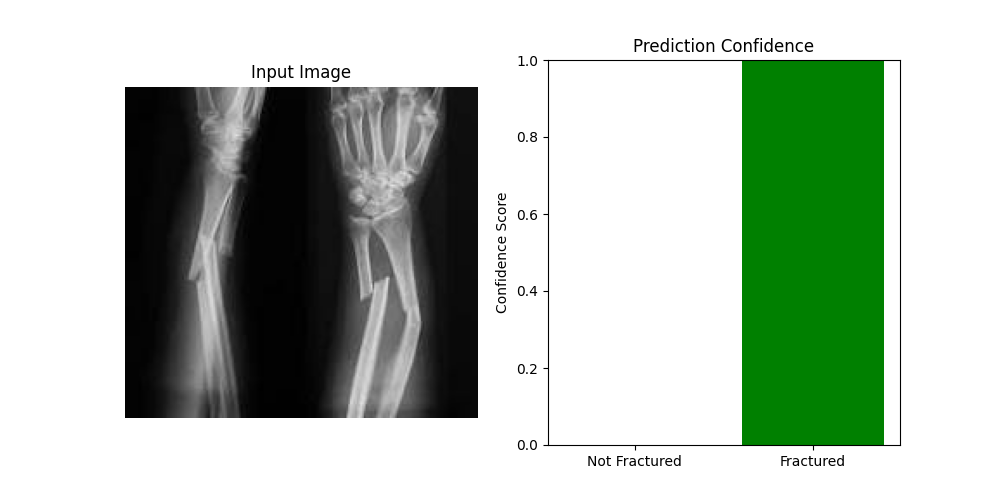 Input Image
Prediction Confidence
Confidence Score
1.0
0.8
0.6
0.4
0.2
0.0
Not Fractured
Fractured